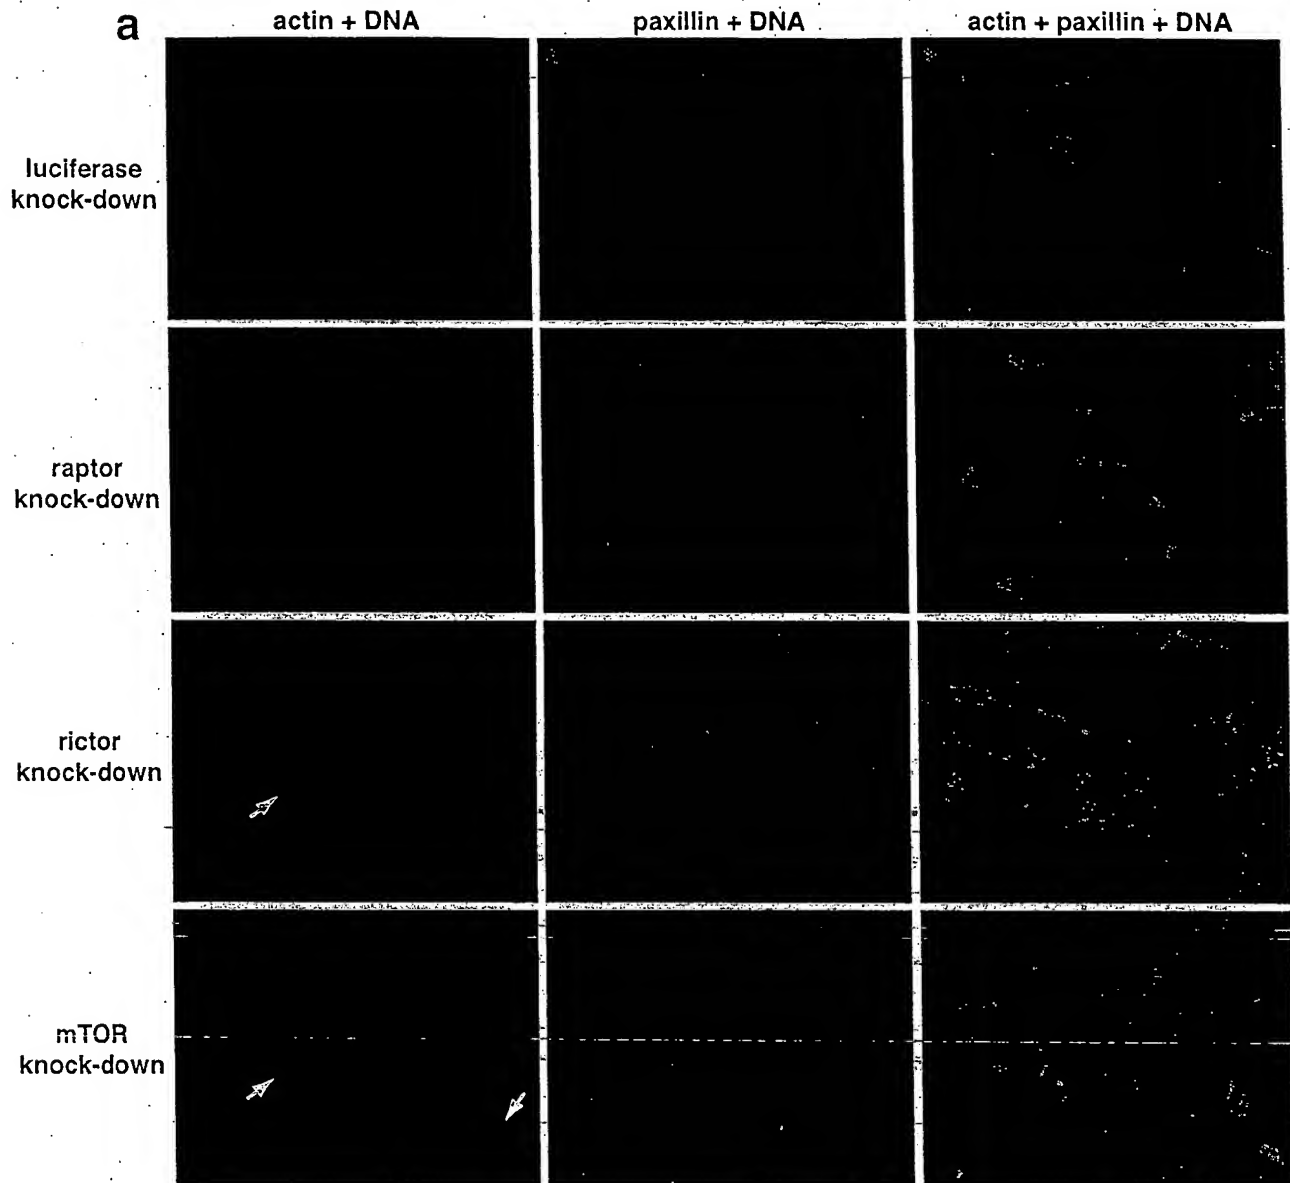 a
actin + DNA
paxillin + DNA
actin + paxillin + DNA
luciferase
knock-down
raptor
knock-down
rictor
knock-down
mTOR
knock-down